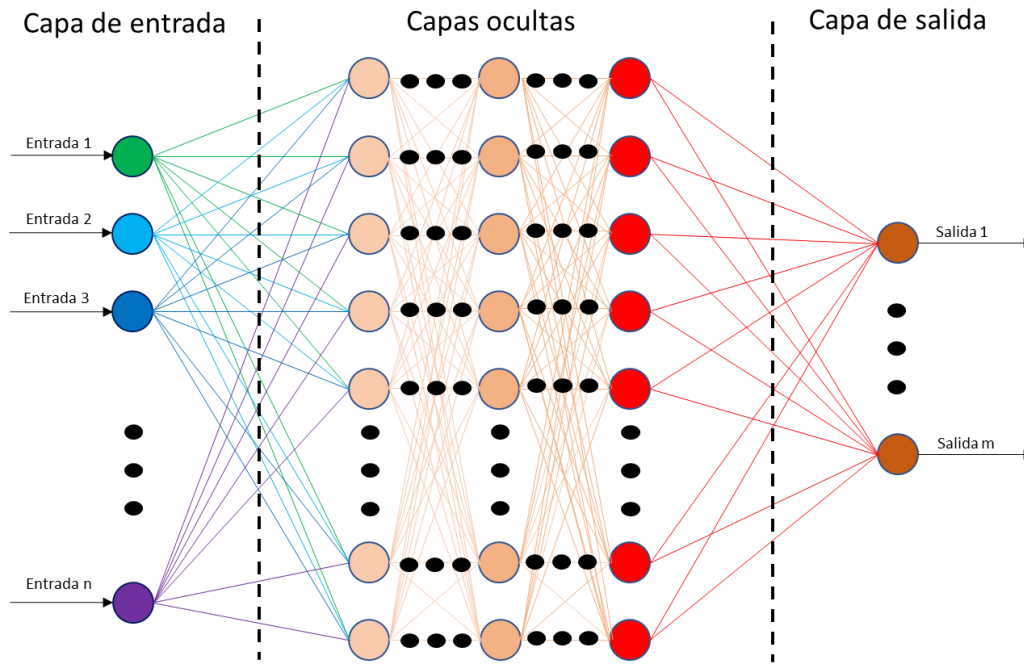 Capa de entrada
Capas ocultas
Capa de salida
Entrada 1
Entrada 2
Entrada 3
Entrada n
Salida 1
Salida m